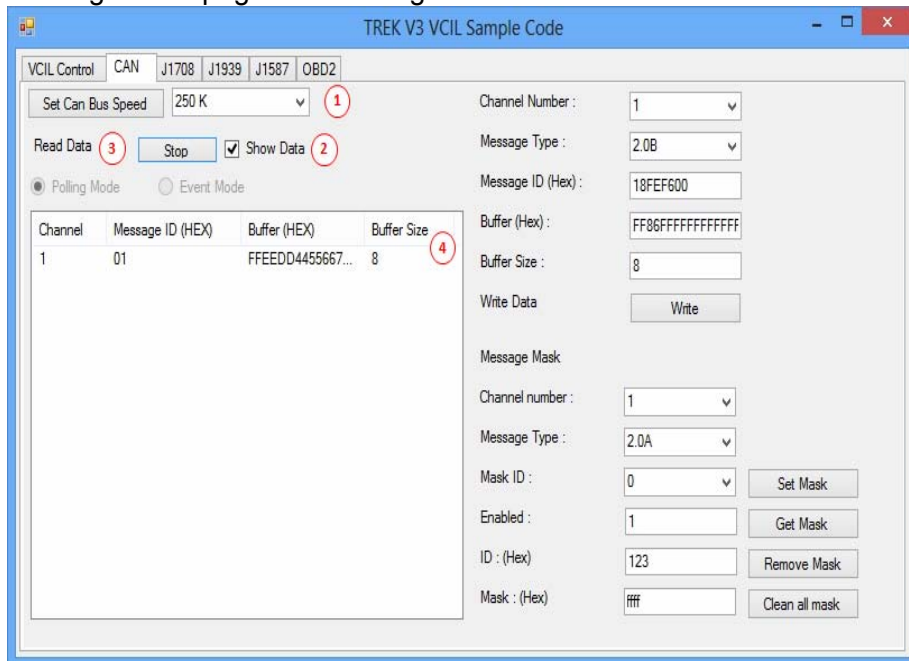 TREK V3 VCIL Sample Code
VCIL Control CAN J1708 J1939 J1587 OBD2
Set Can Bus Speed 250 K 1
Read Data 3 Stop Show Data 2
Polling Mode Event Mode
Channel Message ID (HEX) Buffer (HEX) Buffer Size 4
1 01 FFEEDD4455667... 8
Channel Number : 1
Message Type : 2.0B
Message ID (Hex) : 18FEF600
Buffer (Hex) : FF86FFFFFFFFFFFF
Buffer Size : 8
Write Data Write
Message Mask
Channel number : 1
Message Type : 2.0A
Mask ID : 0 Set Mask
Enabled : 1 Get Mask
ID : (Hex) 123 Remove Mask
Mask : (Hex) ffff Clean all mask